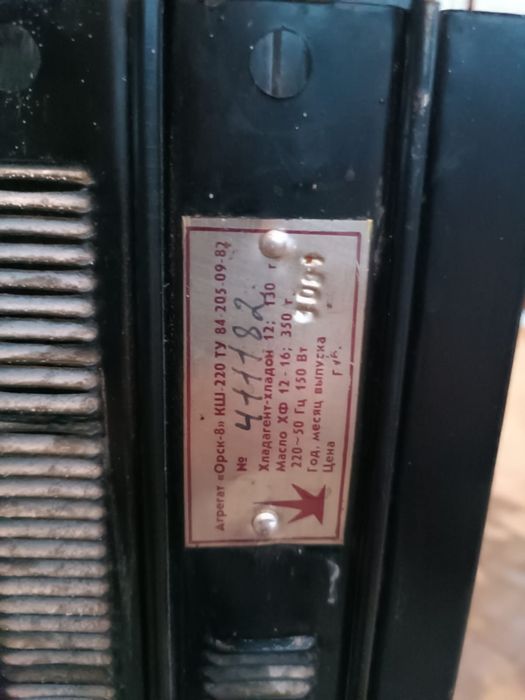 Агрегат «Орск-8» КШ-220 ТУ 84-205-09-82
№ 411182
Хладагент-хладон 12; 130 г
Масло ХФ 12-16; 350 г
220~50 Гц 150 Вт
Год, месяц выпуска
Цена руб.